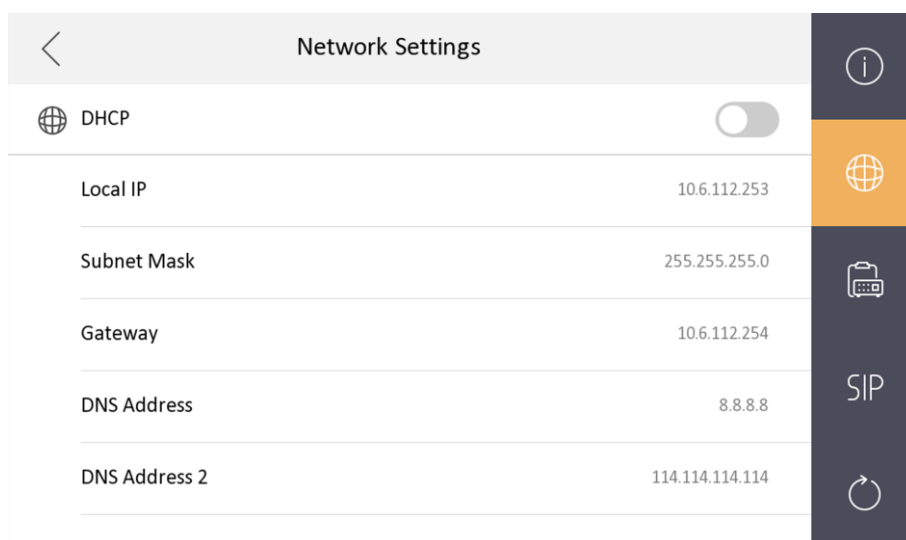 Network Settings
DHCP
Local IP 10.6.112.253
Subnet Mask 255.255.255.0
Gateway 10.6.112.254
DNS Address 8.8.8.8
DNS Address 2 114.114.114.114
SIP